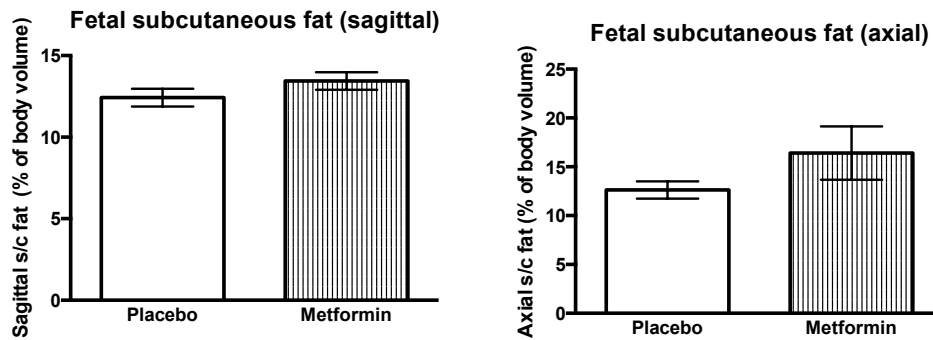 Fetal subcutaneous fat (sagittal)
Sagittal s/c fat (% of body volume)
15
10
5
0
Placebo
Metformin
Fetal subcutaneous fat (axial)
Axial s/c fat (% of body volume)
25
20
15
10
5
0
Placebo
Metformin